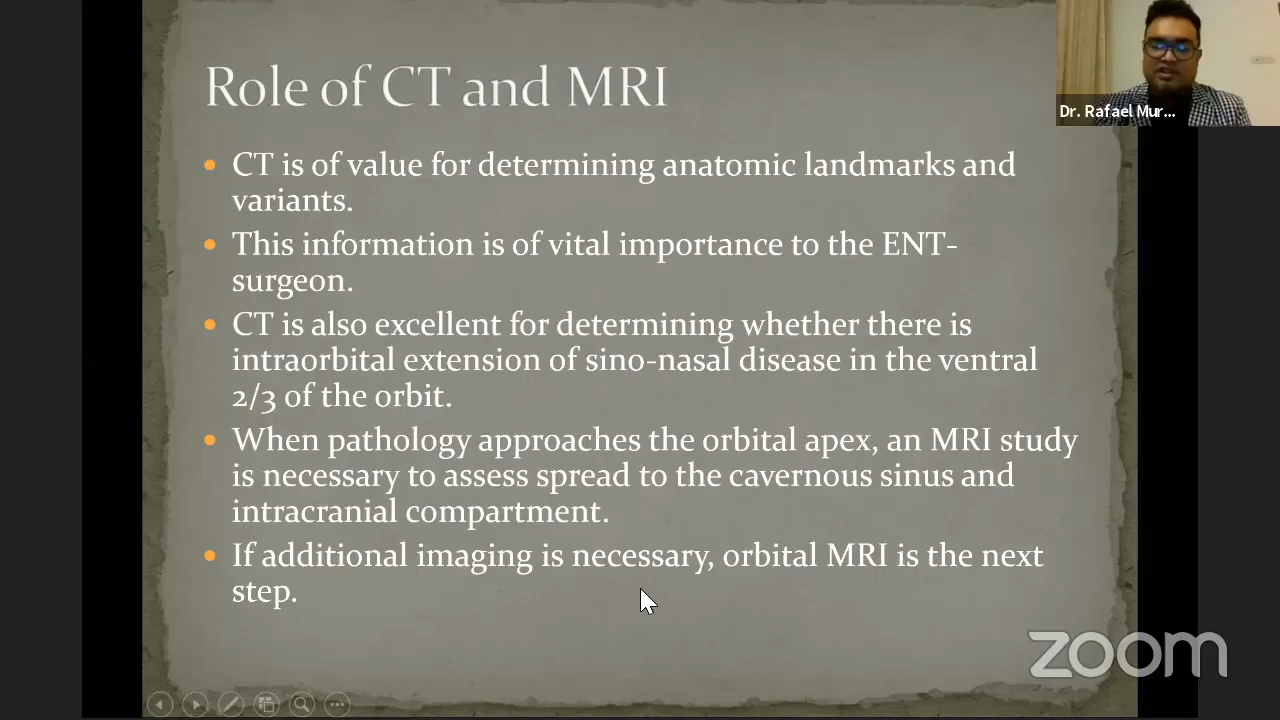 Role of CT and MRI
Dr. Rafael Mur...
• CT is of value for determining anatomic landmarks and
variants.
• This information is of vital importance to the ENT-
surgeon.
• CT is also excellent for determining whether there is
intraorbital extension of sino-nasal disease in the ventral
2/3 of the orbit.
• When pathology approaches the orbital apex, an MRI study
is necessary to assess spread to the cavernous sinus and
intracranial compartment.
• If additional imaging is necessary, orbital MRI is the next
step.
zoom